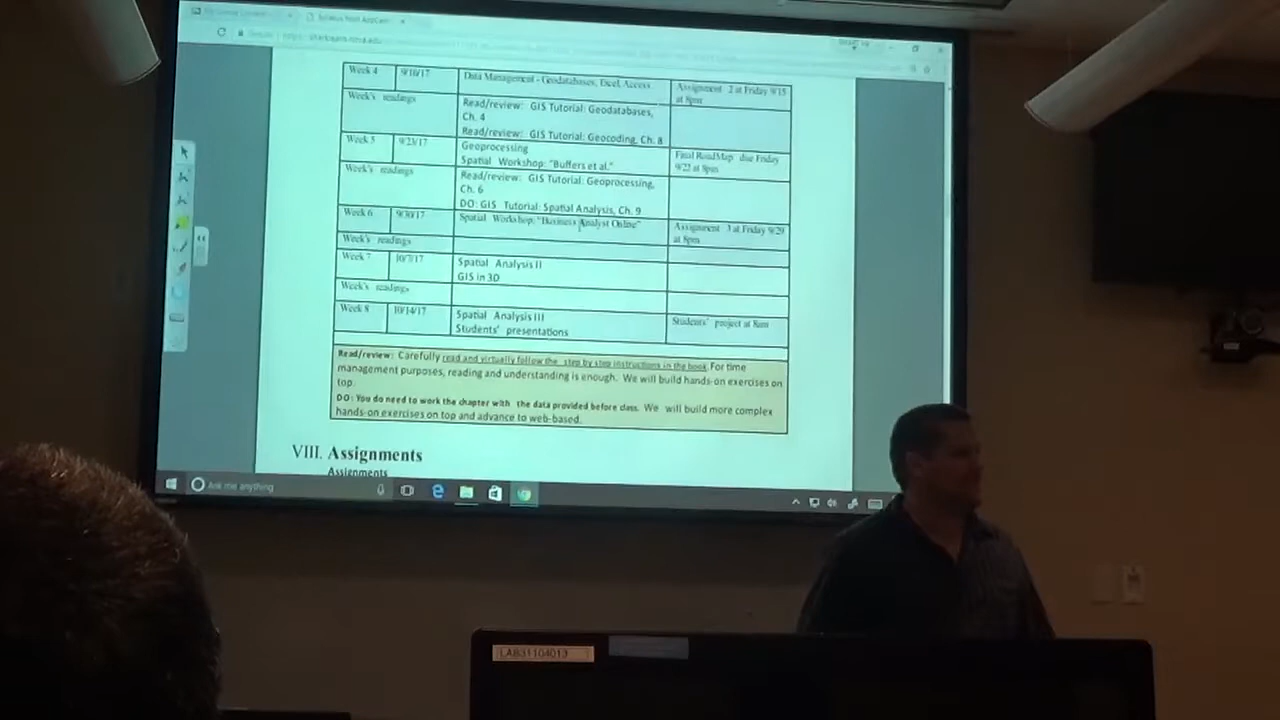 Week 4 9/16/17 Data Management - Geodatabases, Excel, Access Assignment 2 at Friday 9/15
at 8pm
Week's readings Read/review: GIS Tutorial: Geodatabases,
Ch. 4
Read/review: GIS Tutorial: Geocoding, Ch. 8
Week 5 9/23/17 Geoprocessing Final RoadMap due Friday
Spatial Workshop: "Buffers et al." 9/22 at 8pm
Week's readings Read/review: GIS Tutorial: Geoprocessing,
Ch. 6
DO: GIS Tutorial: Spatial Analysis, Ch. 9
Week 6 9/30/17 Spatial Workshop: "Business Analyst Online" Assignment 3 at Friday 9/29
at 8pm
Week's readings
Week 7 10/7/17 Spatial Analysis II
GIS in 3D
Week's readings
Week 8 10/14/17 Spatial Analysis III Students' project at 8am
Students' presentations
Read/review: Carefully read and virtually follow the step by step instructions in the book. For time
management purposes, reading and understanding is enough. We will build hands-on exercises on
top.
DO: You do need to work the chapter with the data provided before class. We will build more complex
hands-on exercises on top and advance to web-based.
VIII. Assignments
Assignments
Ask me anything
LAB31104013